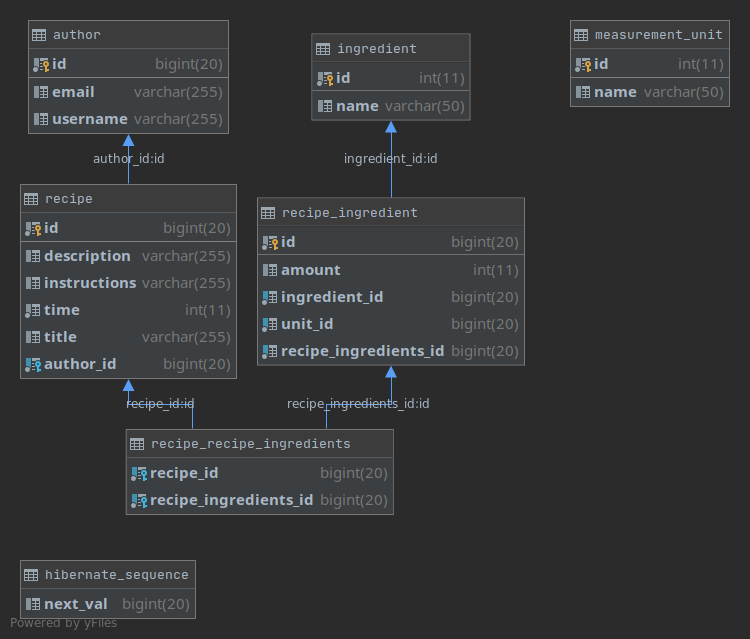 author
id bigint(20)
email varchar(255)
username varchar(255)
ingredient
id int(11)
name varchar(50)
measurement_unit
id int(11)
name varchar(50)
author_id:id
ingredient_id:id
recipe
id bigint(20)
description varchar(255)
instructions varchar(255)
time int(11)
title varchar(255)
author_id bigint(20)
recipe_ingredient
id bigint(20)
amount int(11)
ingredient_id bigint(20)
unit_id bigint(20)
recipe_ingredients_id bigint(20)
recipe_id:id
recipe_ingredients_id:id
recipe_recipe_ingredients
recipe_id bigint(20)
recipe_ingredients_id bigint(20)
hibernate_sequence
next_val bigint(20)
Powered by yFiles